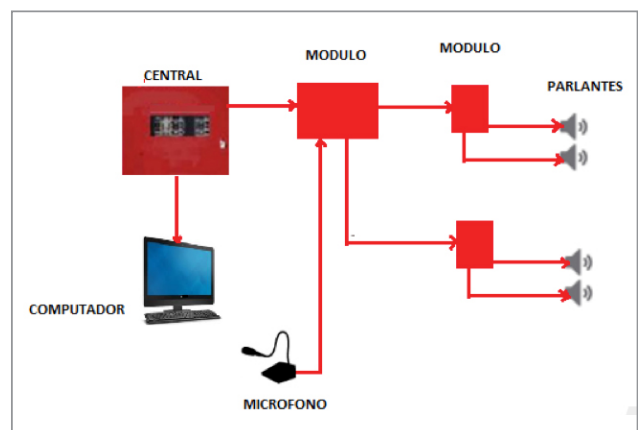 MODULO
MODULO
CENTRAL
PARLANTES
COMPUTADOR
MICROFONO